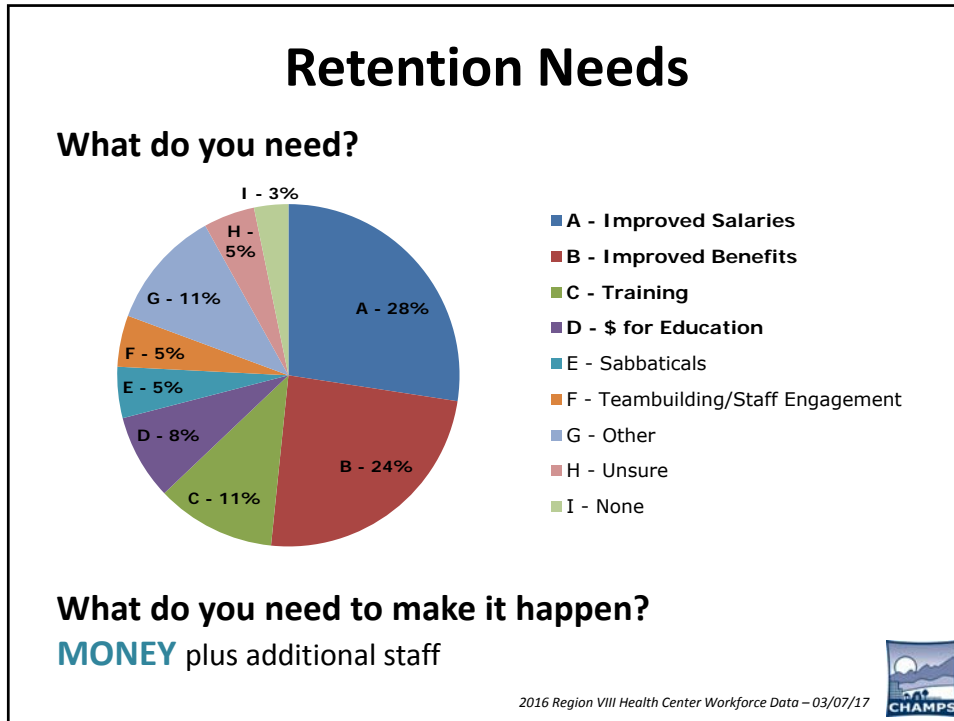 Retention Needs
What do you need?
I - 3%
H -
5%
G - 11%
A - 28%
F - 5%
E - 5%
D - 8%
B - 24%
C - 11%
A - Improved Salaries
B - Improved Benefits
C - Training
D - $ for Education
E - Sabbaticals
F - Teambuilding/Staff Engagement
G - Other
H - Unsure
I - None
What do you need to make it happen?
MONEY plus additional staff
2016 Region VIII Health Center Workforce Data – 03/07/17
CHAMPS